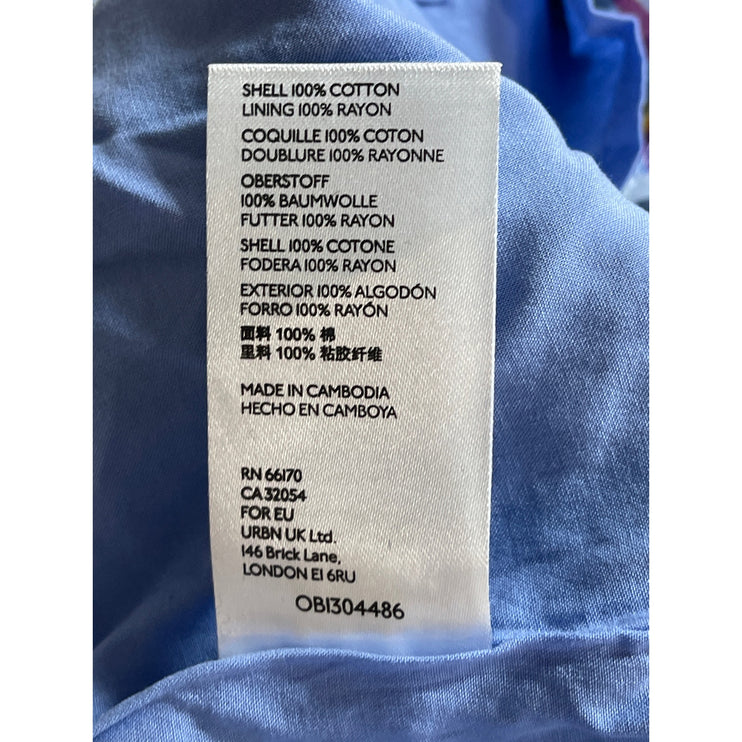 SHELL 100% COTTON
LINING 100% RAYON
COQUILLE 100% COTON
DOUBLURE 100% RAYONNE
OBERSTOFF
100% BAUMWOLLE
FUTTER 100% RAYON
SHELL 100% COTONE
FODERA 100% RAYON
EXTERIOR 100% ALGODÓN
FORRO 100% RAYÓN
面料 100% 棉
里料 100% 粘胶纤维
MADE IN CAMBODIA
HECHO EN CAMBOYA
RN 66170
CA 32054
FOR EU
URBN UK Ltd.
146 Brick Lane,
LONDON E1 6RU
OB1304486